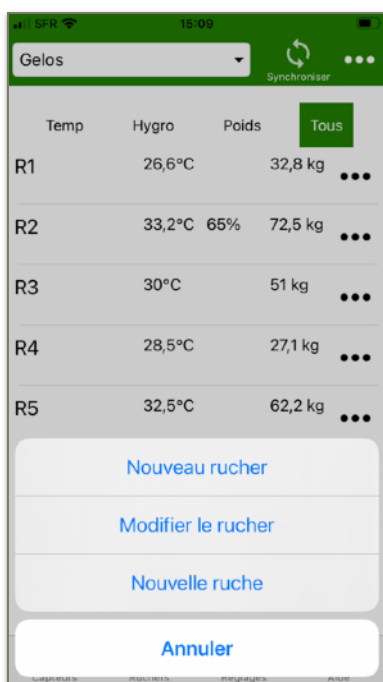 SFR 15:09
Gelos
Synchroniser
Temp Hygro Poids Tous
R1 26,6°C 32,8 kg
R2 33,2°C 65% 72,5 kg
R3 30°C 51 kg
R4 28,5°C 27,1 kg
R5 32,5°C 62,2 kg
Nouveau rucher
Modifier le rucher
Nouvelle ruche
Annuler
Capteurs Ruchers Réglages Aide